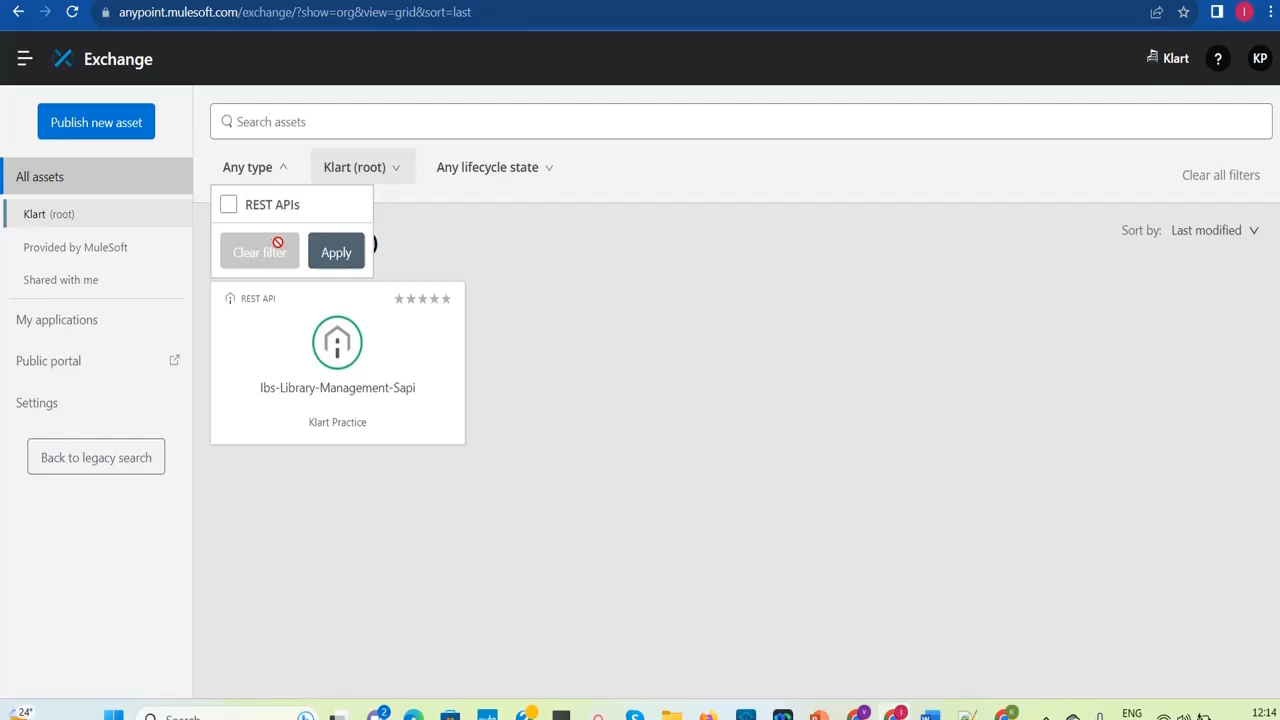 anypoint.mulesoft.com/exchange/?show=org&view=grid&sort=last
I
Exchange
Klart
?
KP
Publish new asset
Search assets
Any type
Klart (root)
Any lifecycle state
Clear all filters
All assets
Klart (root)
Provided by MuleSoft
Shared with me
My applications
Public portal
Settings
Back to legacy search
REST APIs
Clear filter
Apply
Sort by: Last modified
REST API
Ibs-Library-Management-Sapi
Klart Practice
24°
Search
2
V
I
K
ENG
12:14